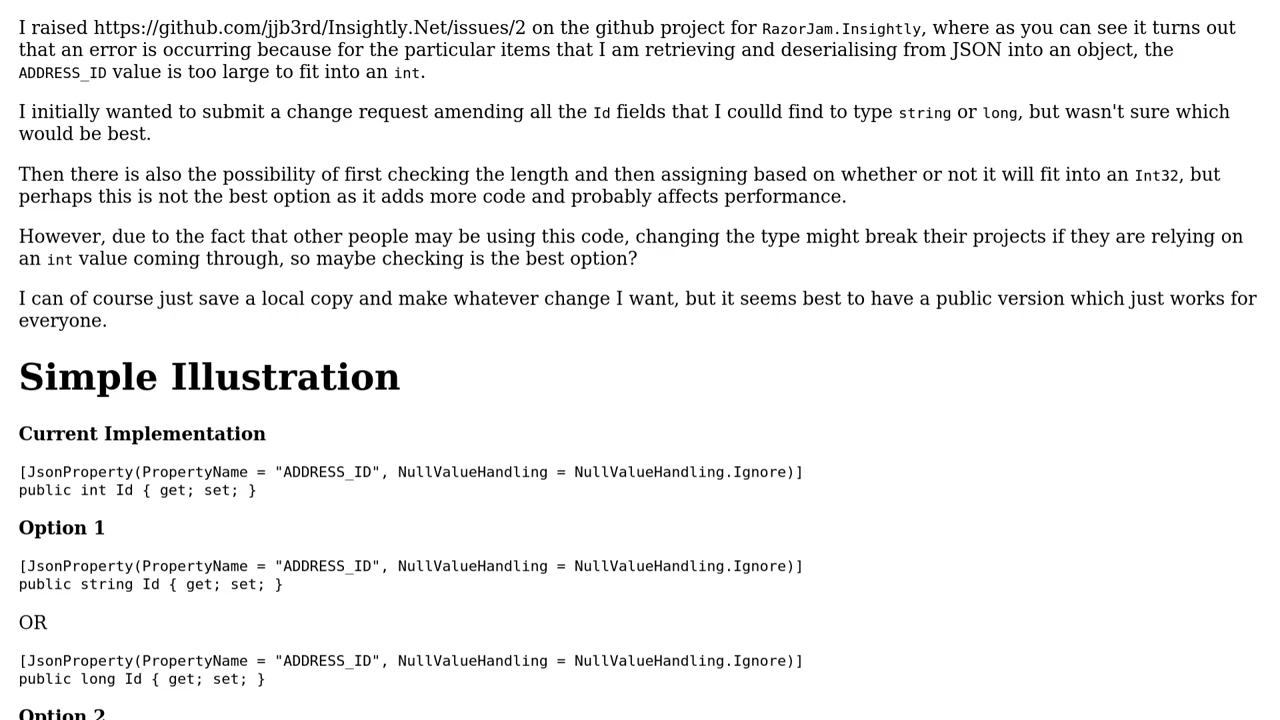 I raised https://github.com/jjb3rd/Insightly.Net/issues/2 on the github project for RazorJam.Insightly, where as you can see it turns out
that an error is occurring because for the particular items that I am retrieving and deserialising from JSON into an object, the
ADDRESS_ID value is too large to fit into an int.
I initially wanted to submit a change request amending all the Id fields that I coulld find to type string or long, but wasn't sure which
would be best.
Then there is also the possibility of first checking the length and then assigning based on whether or not it will fit into an Int32, but
perhaps this is not the best option as it adds more code and probably affects performance.
However, due to the fact that other people may be using this code, changing the type might break their projects if they are relying on
an int value coming through, so maybe checking is the best option?
I can of course just save a local copy and make whatever change I want, but it seems best to have a public version which just works for
everyone.
Simple Illustration
Current Implementation
[JsonProperty(PropertyName = "ADDRESS_ID", NullValueHandling = NullValueHandling.Ignore)]
public int Id { get; set; }
Option 1
[JsonProperty(PropertyName = "ADDRESS_ID", NullValueHandling = NullValueHandling.Ignore)]
public string Id { get; set; }
OR
[JsonProperty(PropertyName = "ADDRESS_ID", NullValueHandling = NullValueHandling.Ignore)]
public long Id { get; set; }
Option 2